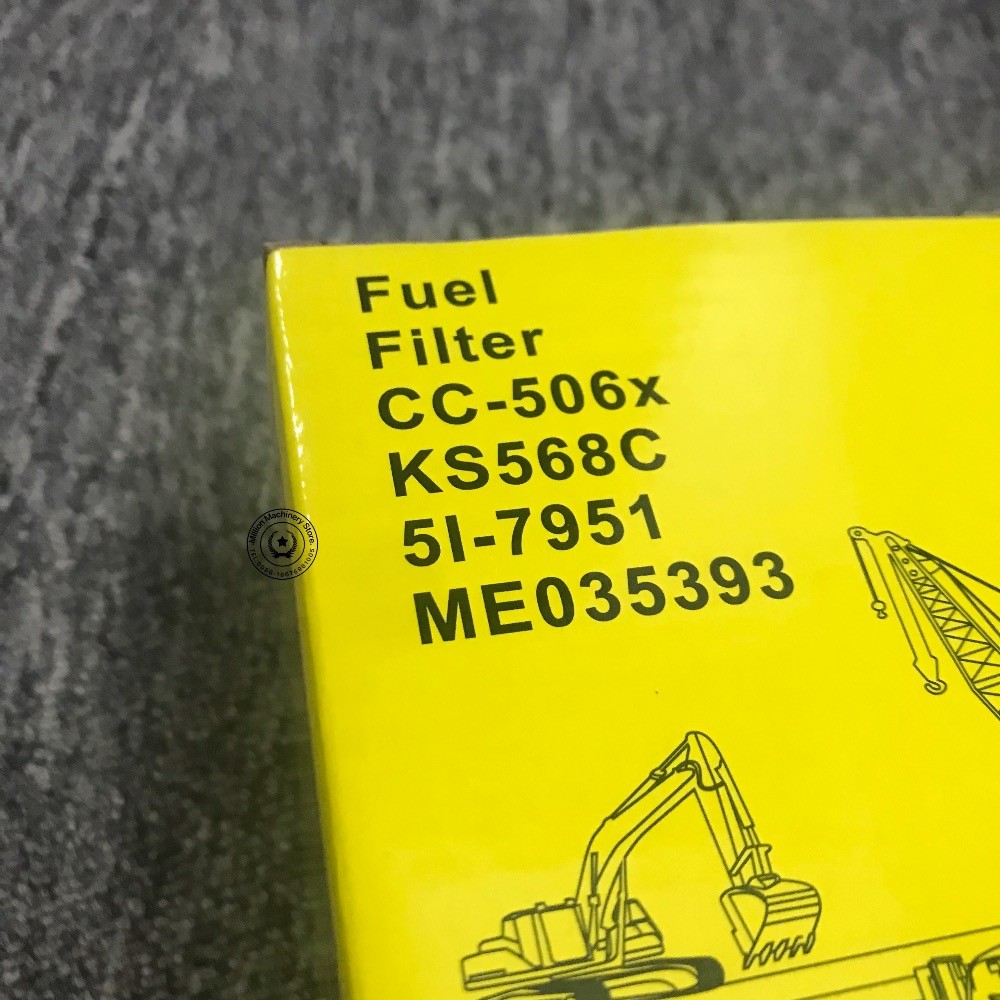 Fuel
Filter
CC-506x
KS568C
5I-7951
ME035393
·Million Machinery Store·